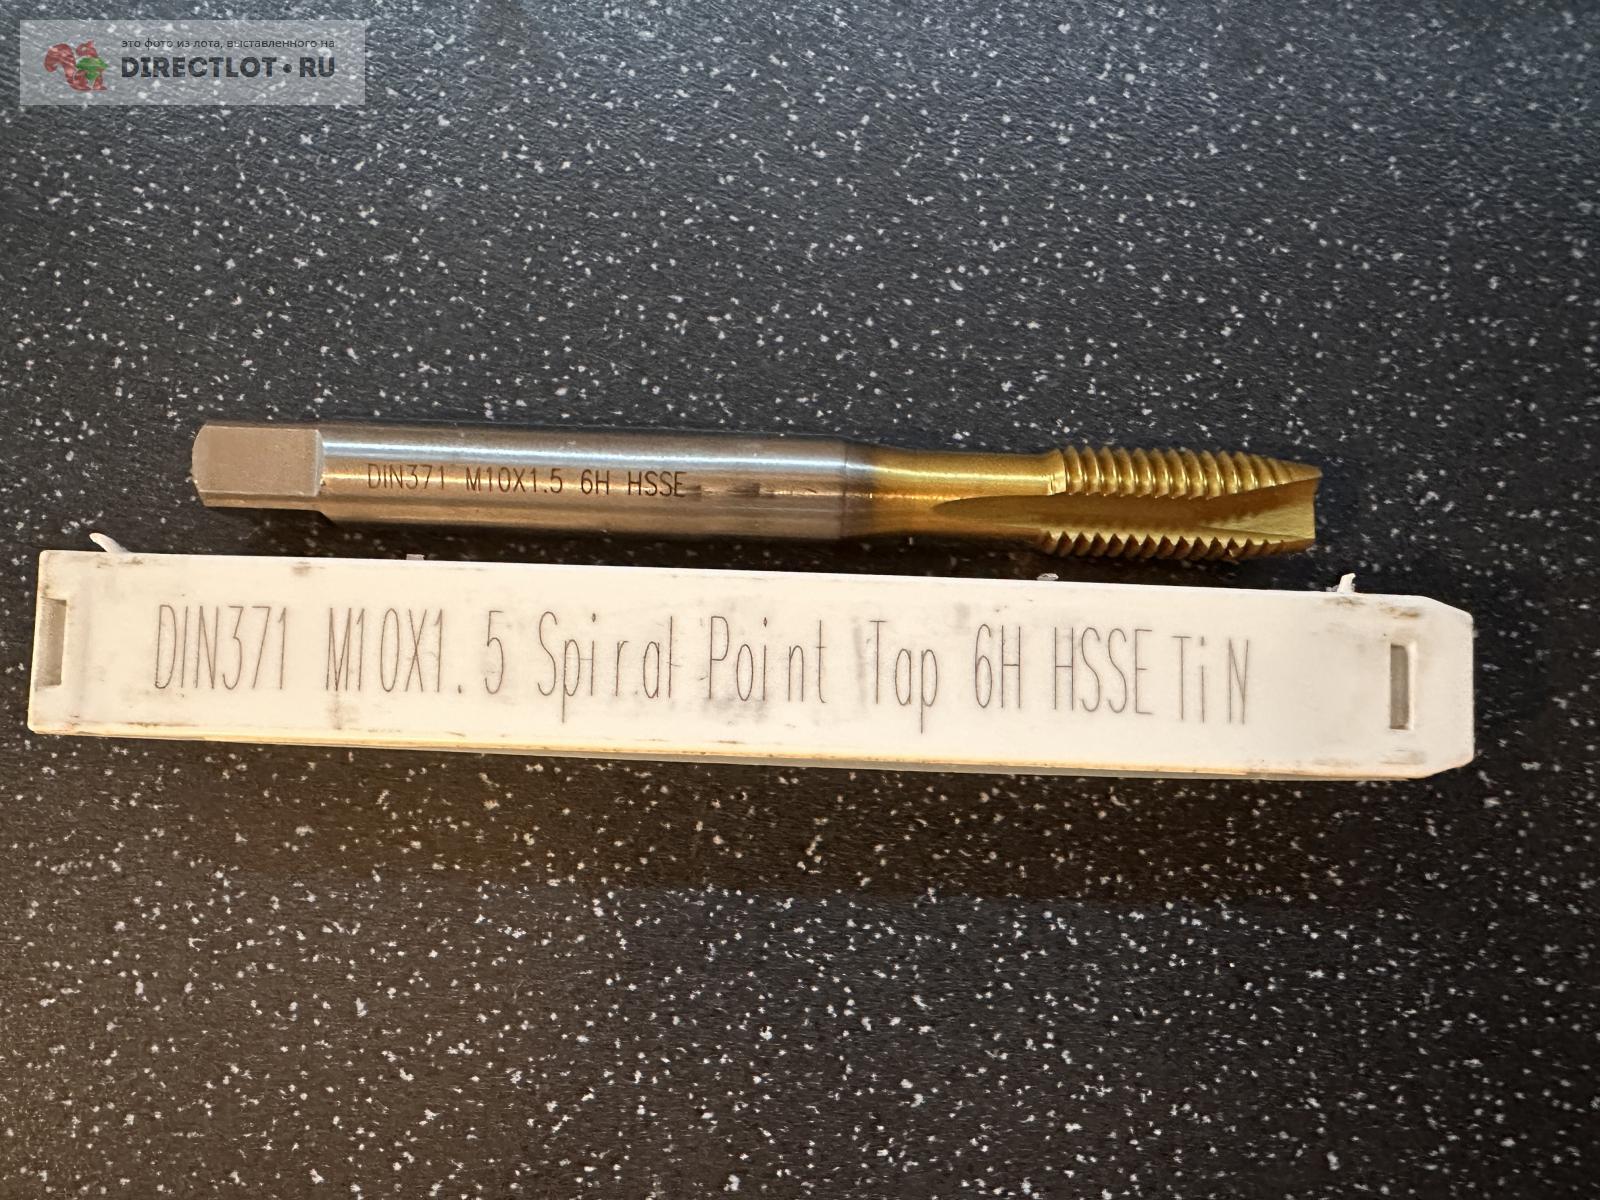 это фото из лота, выставленного на
DIRECTLOT • RU
DIN371 M10X1.5 6H HSSE
DIN371 M10X1.5 Spiral Point Tap 6H HSSE TiN